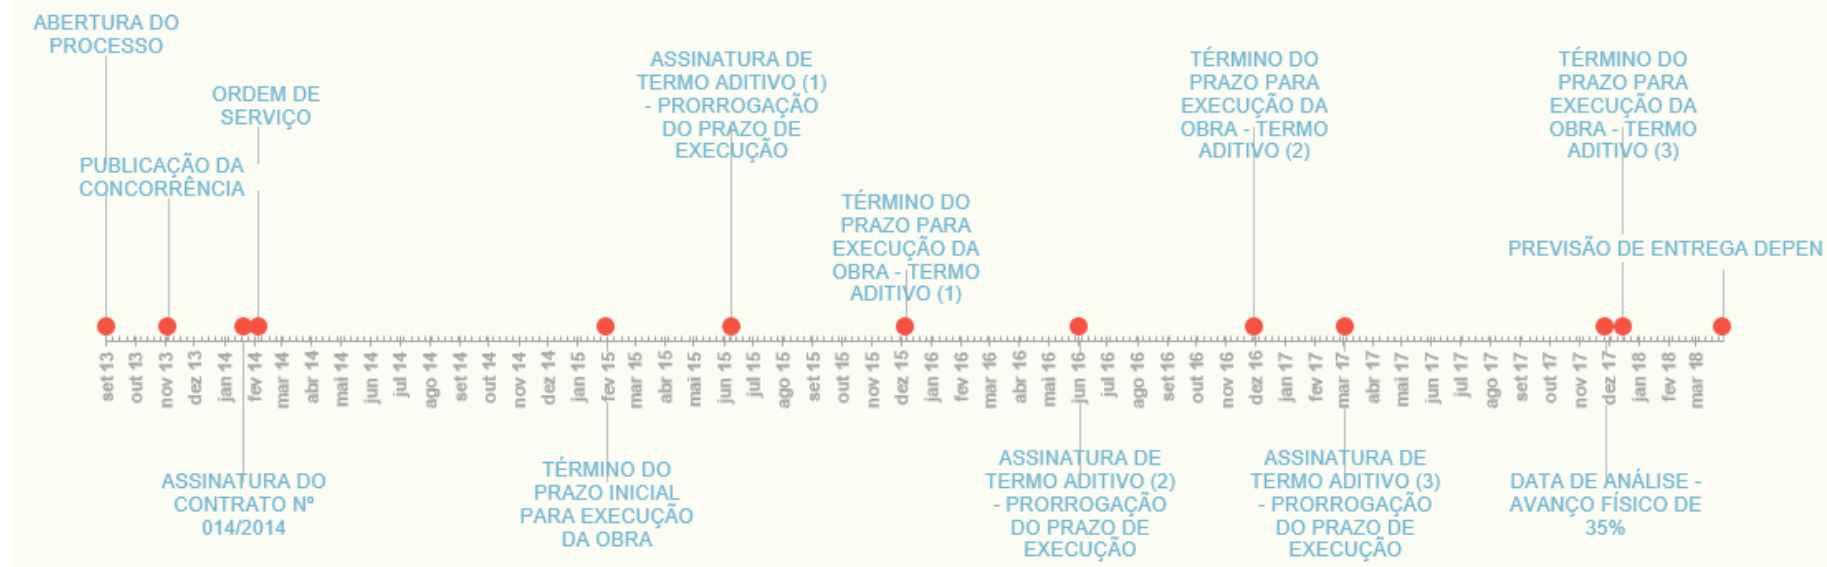 ABERTURA DO
PROCESSO
ORDEM DE
SERVIÇO
PUBLICAÇÃO DA
CONCORRÊNCIA
ASSINATURA DE
TERMO ADITIVO (1)
- PRORROGAÇÃO
DO PRAZO DE
EXECUÇÃO
TÉRMINO DO
PRAZO PARA
EXECUÇÃO DA
OBRA - TERMO
ADITIVO (1)
TÉRMINO DO
PRAZO PARA
EXECUÇÃO DA
OBRA - TERMO
ADITIVO (2)
TÉRMINO DO
PRAZO PARA
EXECUÇÃO DA
OBRA - TERMO
ADITIVO (3)
PREVISÃO DE ENTREGA DEPEN
set 13
out 13
nov 13
dez 13
jan 14
fev 14
mar 14
abr 14
mai 14
jun 14
jul 14
ago 14
set 14
out 14
nov 14
dez 14
jan 15
fev 15
mar 15
abr 15
mai 15
jun 15
jul 15
ago 15
set 15
out 15
nov 15
dez 15
jan 16
fev 16
mar 16
abr 16
mai 16
jun 16
jul 16
ago 16
set 16
out 16
nov 16
dez 16
jan 17
fev 17
mar 17
abr 17
mai 17
jun 17
jul 17
ago 17
set 17
out 17
nov 17
dez 17
jan 18
fev 18
mar 18
ASSINATURA DO
CONTRATO Nº
014/2014
TÉRMINO DO
PRAZO INICIAL
PARA EXECUÇÃO
DA OBRA
ASSINATURA DE
TERMO ADITIVO (2)
- PRORROGAÇÃO
DO PRAZO DE
EXECUÇÃO
ASSINATURA DE
TERMO ADITIVO (3)
- PRORROGAÇÃO
DO PRAZO DE
EXECUÇÃO
DATA DE ANÁLISE -
AVANÇO FÍSICO DE
35%